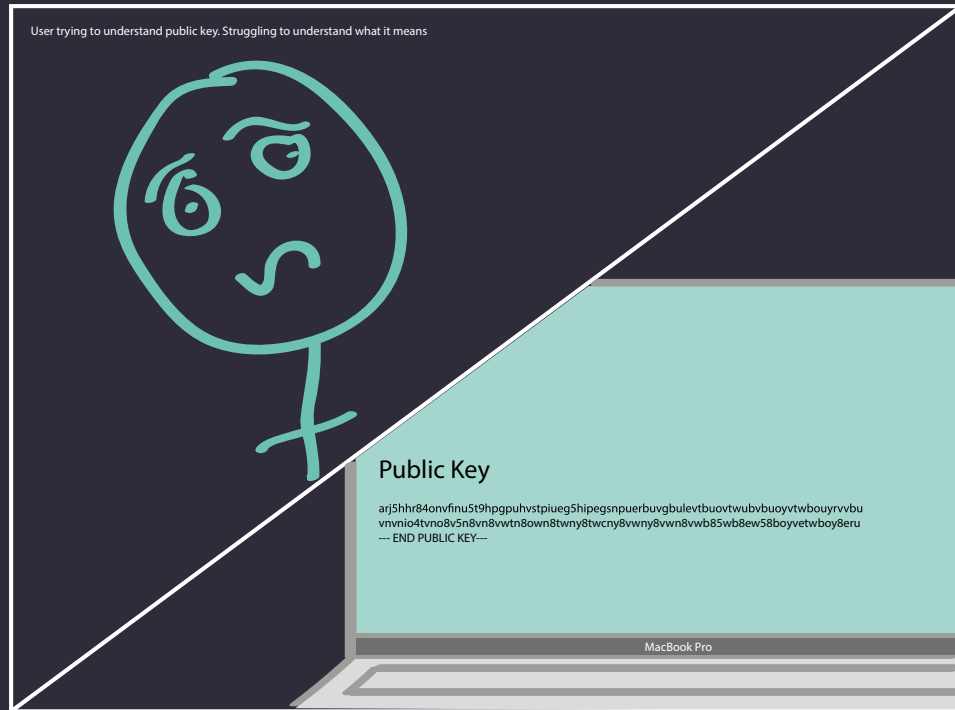 User trying to understand public key. Struggling to understand what it means
Public Key
arj5hhr84onvfinu5t9hpgpuhvstpiueg5hipegsnpuerbuvgbulevtbuovtwubvbuoyvtwbouyrvvbu
vnvnio4tvno8v5n8vn8vwtn8own8twny8twcny8vwny8vwn8vwb85wb8ew58boyvetwboy8eru
--- END PUBLIC KEY---
MacBook Pro